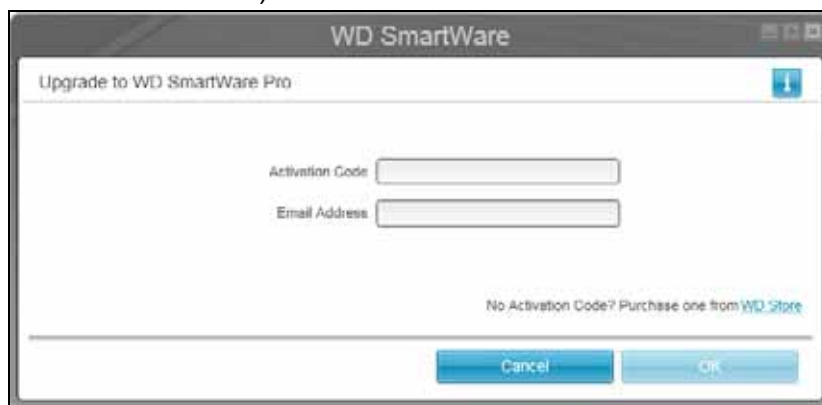 WD SmartWare
Upgrade to WD SmartWare Pro
Activation Code
Email Address
No Activation Code? Purchase one from WD Store
Cancel OK